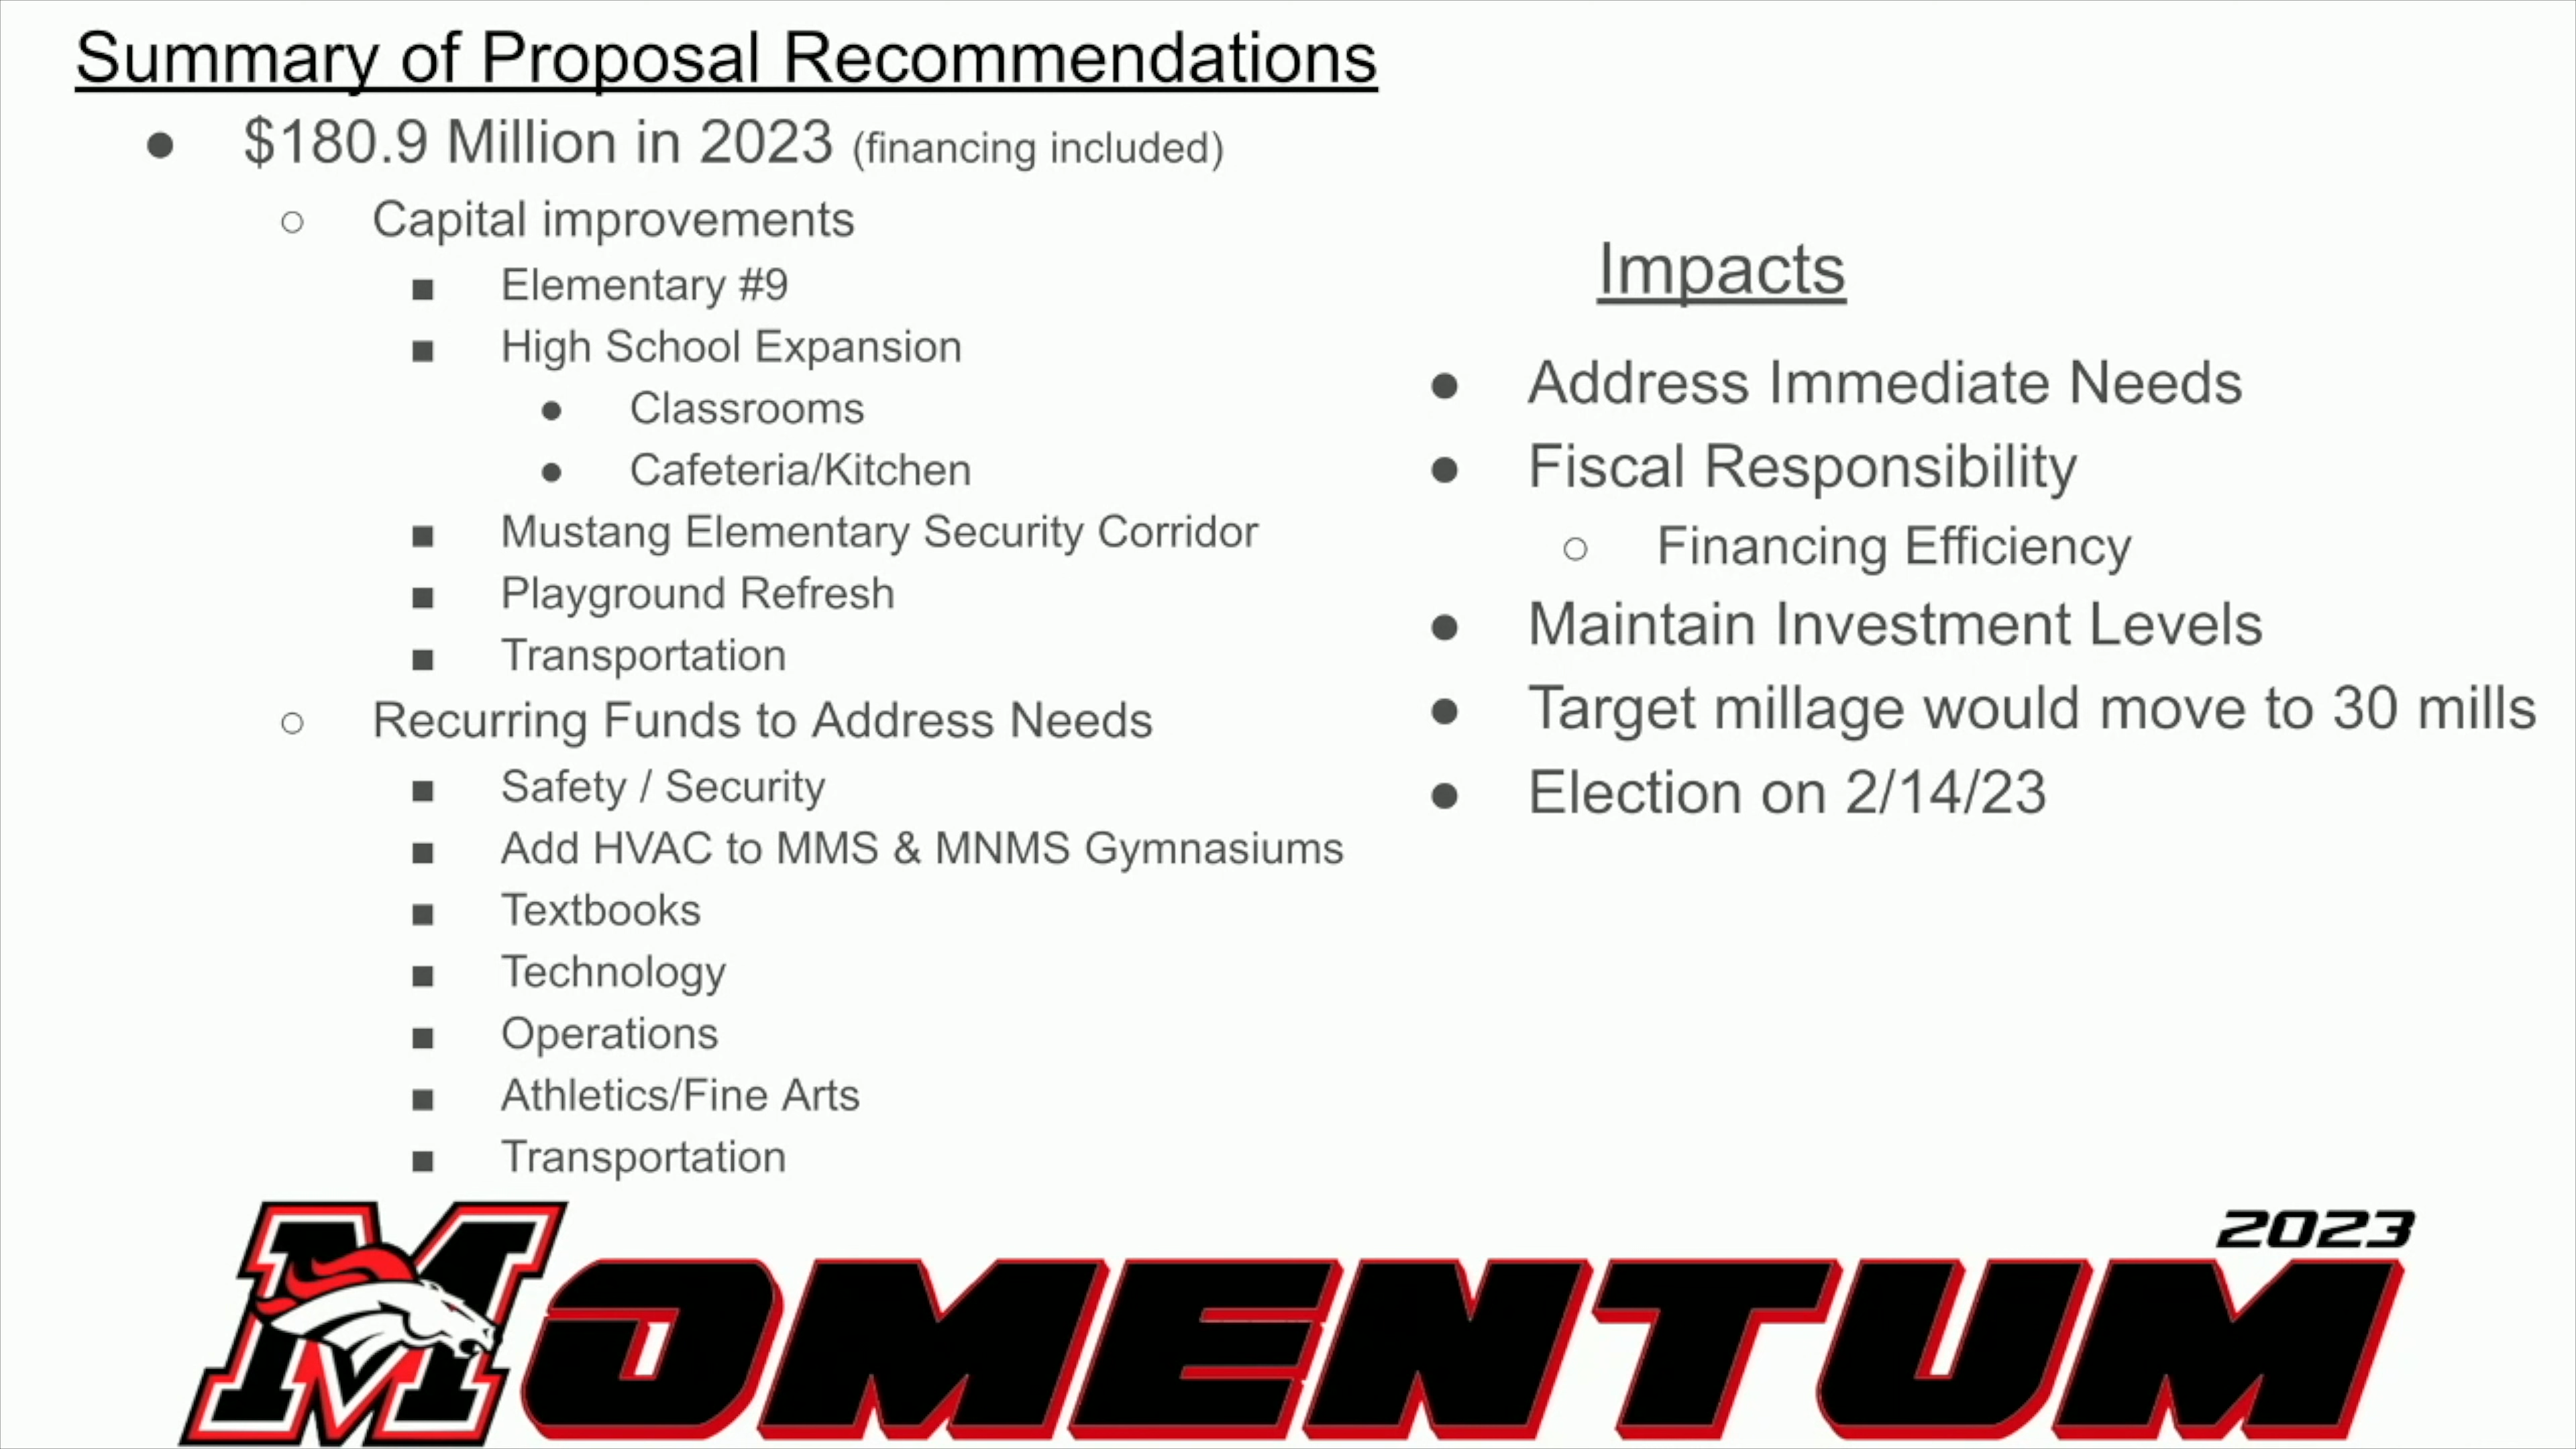 Summary of Proposal Recommendations
● $180.9 Million in 2023 (financing included)
○ Capital improvements
■ Elementary #9
■ High School Expansion
● Classrooms
● Cafeteria/Kitchen
■ Mustang Elementary Security Corridor
■ Playground Refresh
■ Transportation
○ Recurring Funds to Address Needs
■ Safety / Security
■ Add HVAC to MMS & MNMS Gymnasiums
■ Textbooks
■ Technology
■ Operations
■ Athletics/Fine Arts
■ Transportation
Impacts
● Address Immediate Needs
● Fiscal Responsibility
○ Financing Efficiency
● Maintain Investment Levels
● Target millage would move to 30 mills
● Election on 2/14/23
2023
MOMENTUM